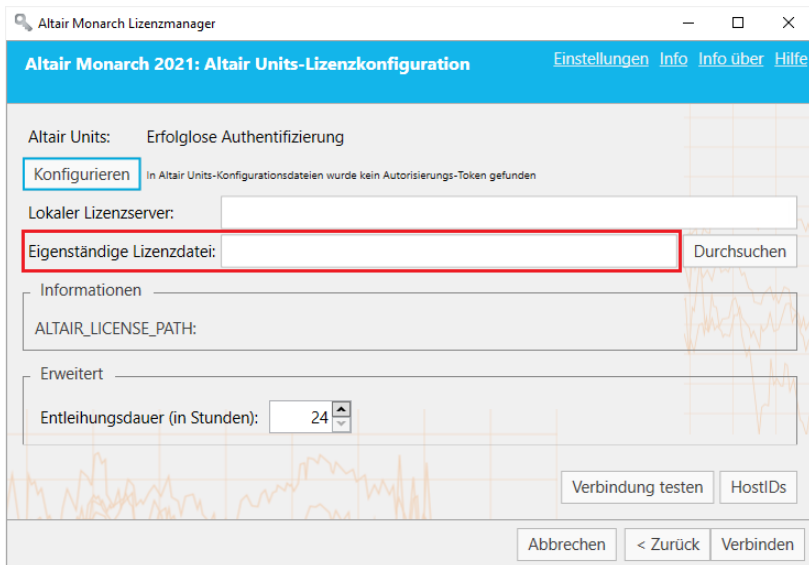 Altair Monarch Lizenzmanager
Altair Monarch 2021: Altair Units-Lizenzkonfiguration Einstellungen Info Info über Hilfe
Altair Units: Erfolglose Authentifizierung
Konfigurieren In Altair Units-Konfigurationsdateien wurde kein Autorisierungs-Token gefunden
Lokaler Lizenzserver:
Eigenständige Lizenzdatei: Durchsuchen
Informationen
ALTAIR_LICENSE_PATH:
Erweitert
Entleihungsdauer (in Stunden): 24
Verbindung testen HostIDs
Abbrechen < Zurück Verbinden